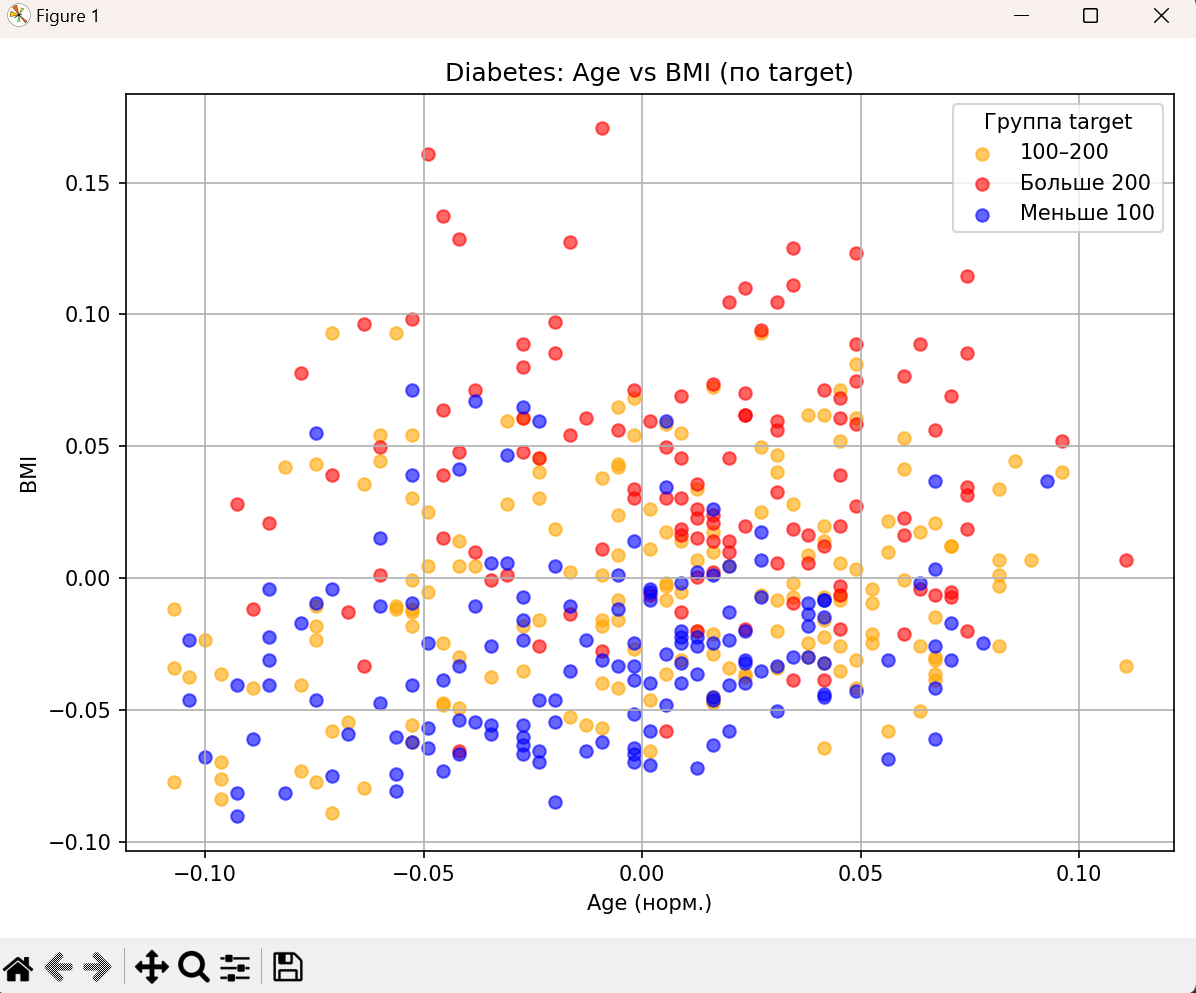 Figure 1
Diabetes: Age vs BMI (по target)
Группа target
100–200
Больше 200
Меньше 100
0.15
0.10
0.05
0.00
−0.05
−0.10
BMI
−0.10 −0.05 0.00 0.05 0.10
Age (норм.)